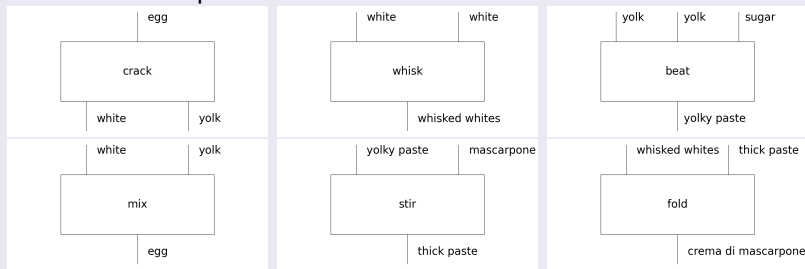 egg
crack
white yolk
white white
whisk
whisked whites
yolk yolk sugar
beat
yolky paste
white yolk
mix
egg
yolky paste mascarpone
stir
thick paste
whisked whites thick paste
fold
crema di mascarpone